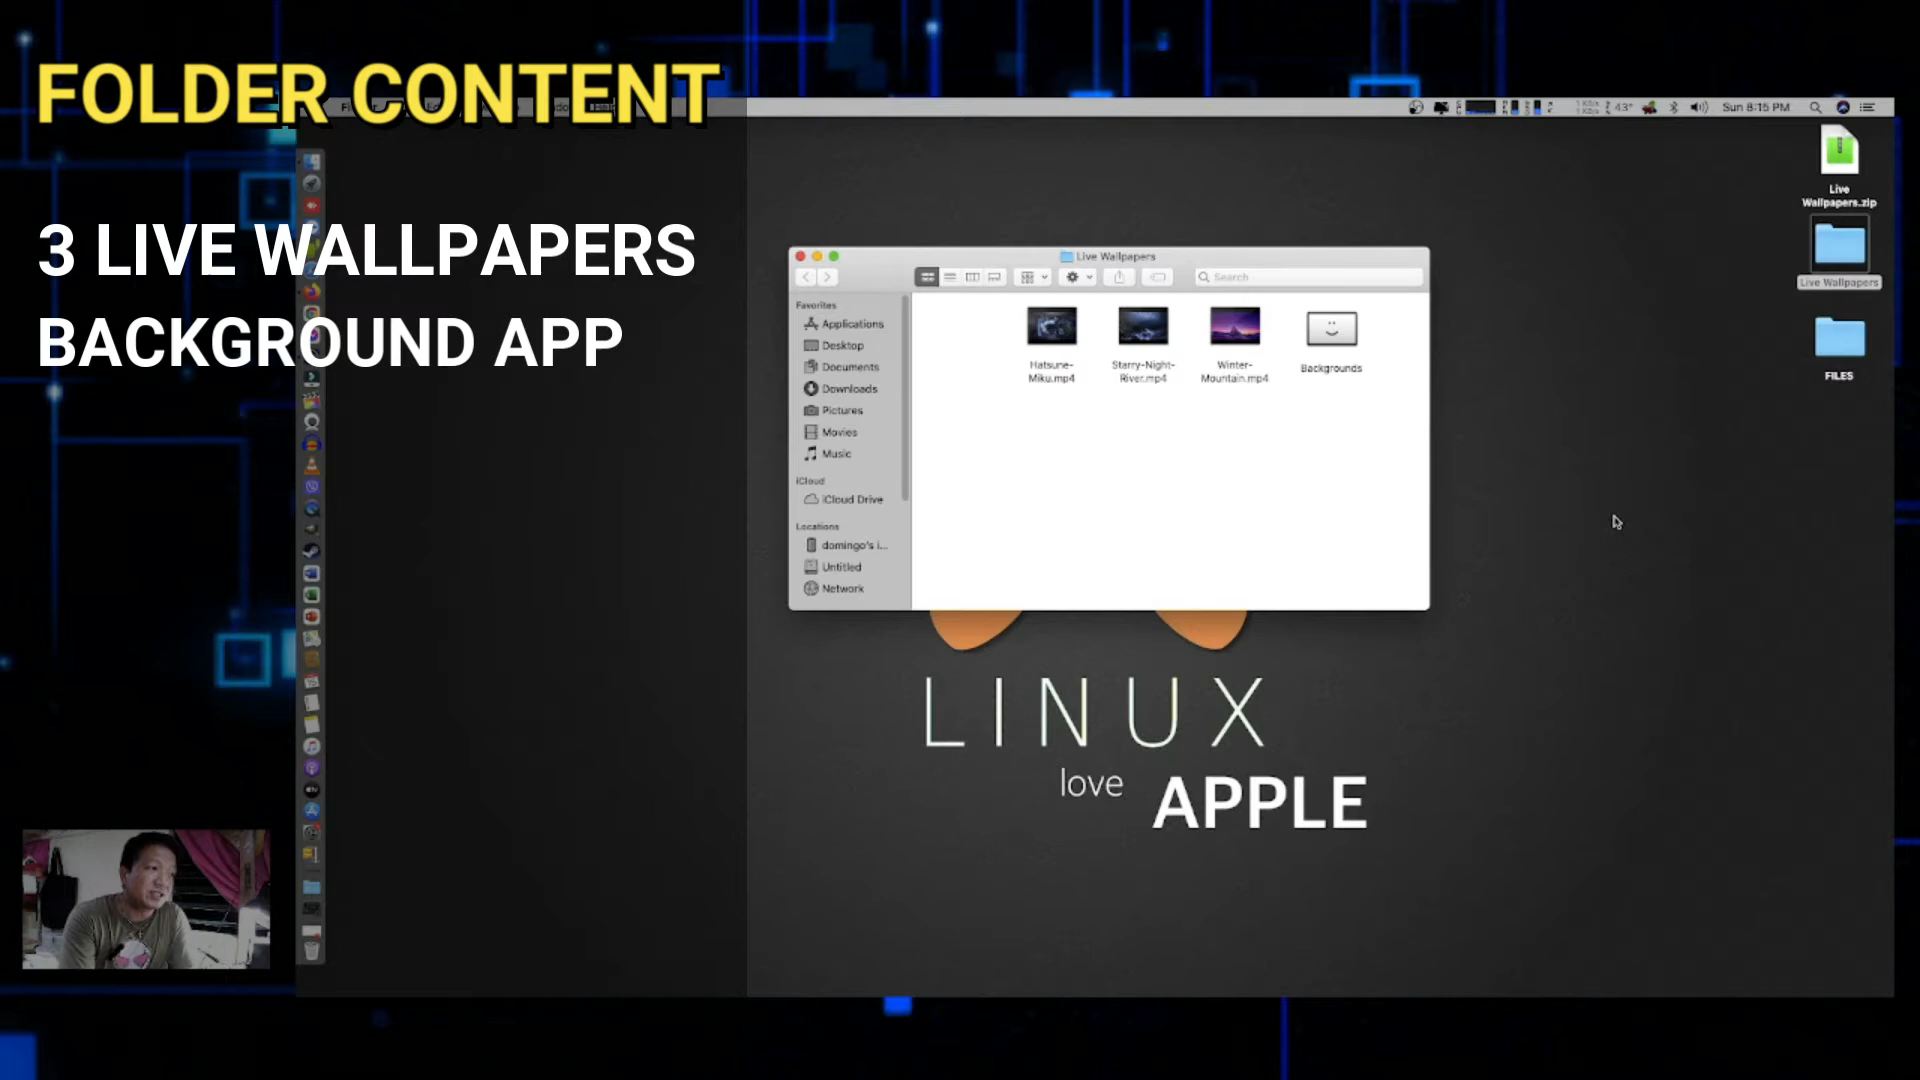 FOLDER CONTENT
3 LIVE WALLPAPERS
BACKGROUND APP
43°
Sun 8:15 PM
Live Wallpapers
Search
Favorites
Applications
Desktop
Documents
Downloads
Pictures
Movies
Music
iCloud
iCloud Drive
Locations
domingo's i...
Untitled
Network
Hatsune-
Miku.mp4
Starry-Night-
River.mp4
Winter-
Mountain.mp4
Backgrounds
Live
Wallpapers.zip
Live Wallpapers
FILES
LINUX
love APPLE